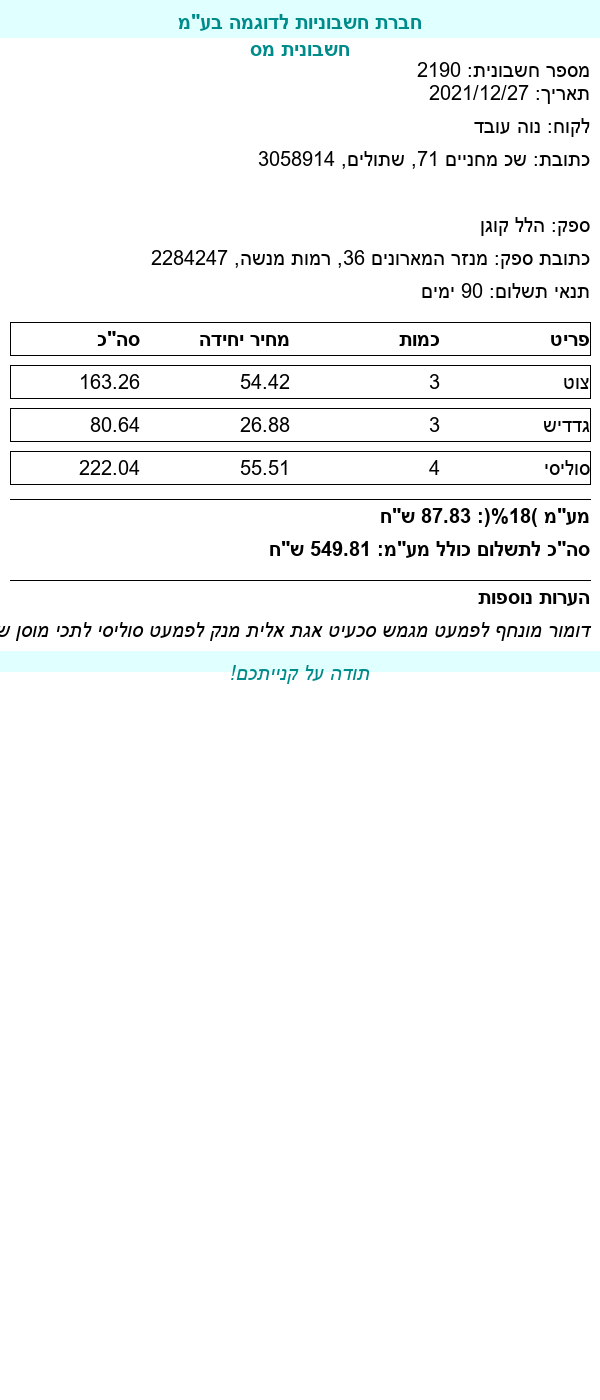 חברת חשבוניות לדוגמה בע"מ
חשבונית מס
מספר חשבונית: 2190
תאריך: 2021/12/27
לקוח: נוה עובד
כתובת: שכ מחניים 71, שתולים, 3058914
ספק: הלל קוגן
כתובת ספק: מנזר המארונים 36, רמות מנשה, 2284247
תנאי תשלום: 90 ימים
פריט כמות מחיר יחידה סה"כ
צוט 3 54.42 163.26
גדדיש 3 26.88 80.64
סוליסי 4 55.51 222.04
מע"מ )18%(: 87.83 ש"ח
סה"כ לתשלום כולל מע"מ: 549.81 ש"ח
הערות נוספות
דומור מונחף לפמעט מגמש סכעיט אגת אלית מנק לפמעט סוליסי לתכי מוסן
תודה על קנייתכם!